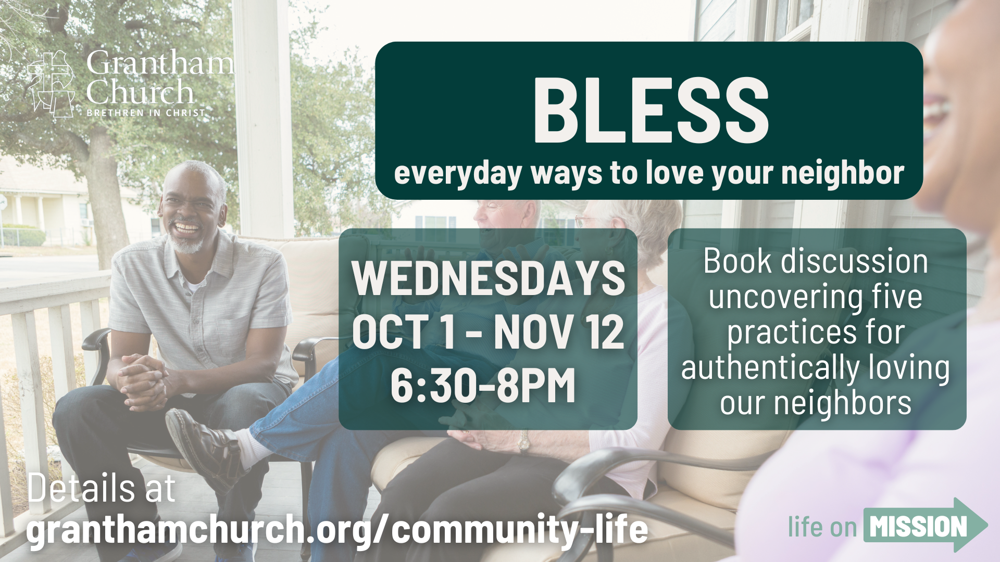 Grantham
Church
BRETHREN IN CHRIST
BLESS
everyday ways to love your neighbor
WEDNESDAYS
OCT 1 - NOV 12
6:30-8PM
Book discussion
uncovering five
practices for
authentically loving
our neighbors
Details at
granthamchurch.org/community-life
life on MISSION